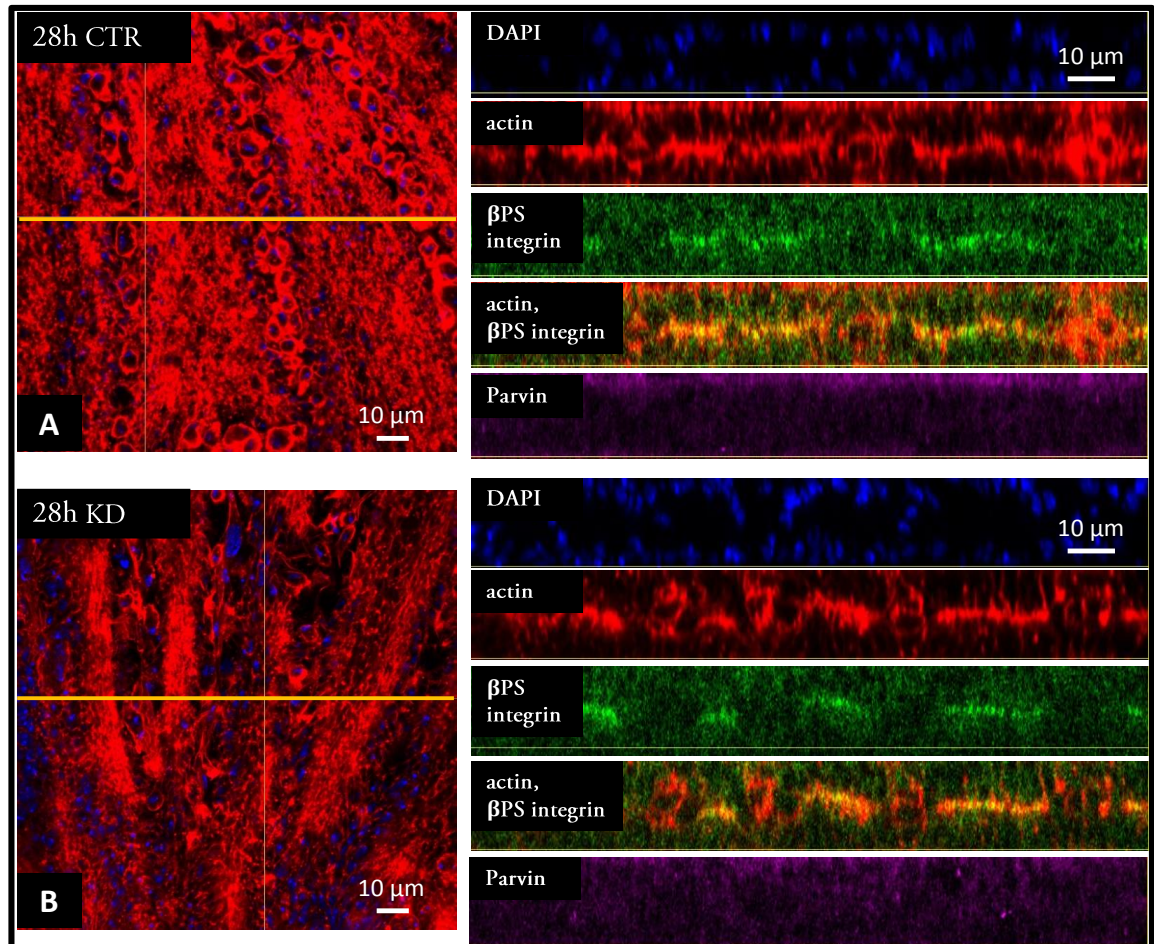 28h CTR
A
10 µm
DAPI
10 µm
actin
βPS
integrin
actin,
βPS integrin
Parvin
28h KD
B
10 µm
DAPI
10 µm
actin
βPS
integrin
actin,
βPS integrin
Parvin